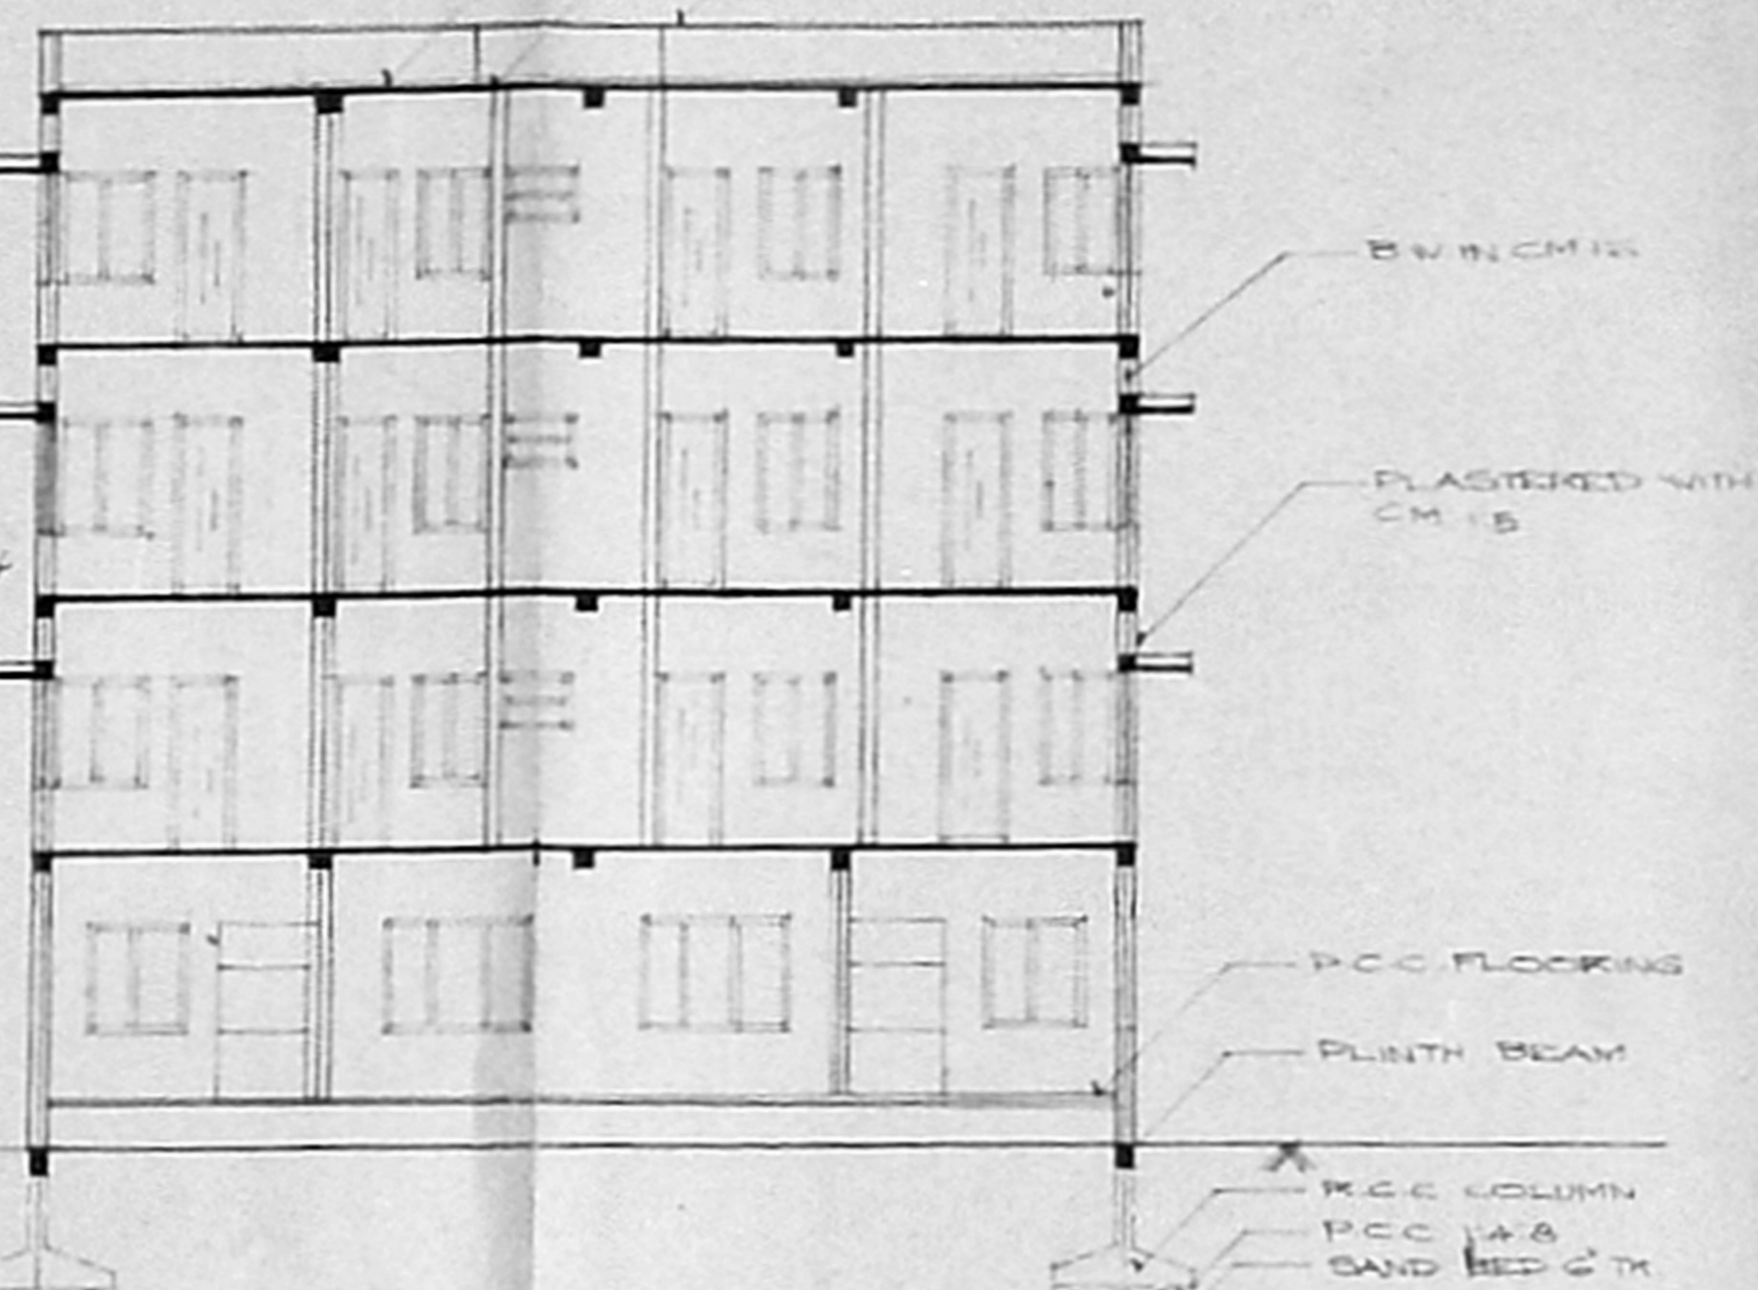 B W IN CM 1:5
PLASTERED WITH
CM 1:5
P.C.C. FLOORING
PLINTH BEAM
R.C.C COLUMN
P.C.C 1:4:8
SAND BED 6" TK